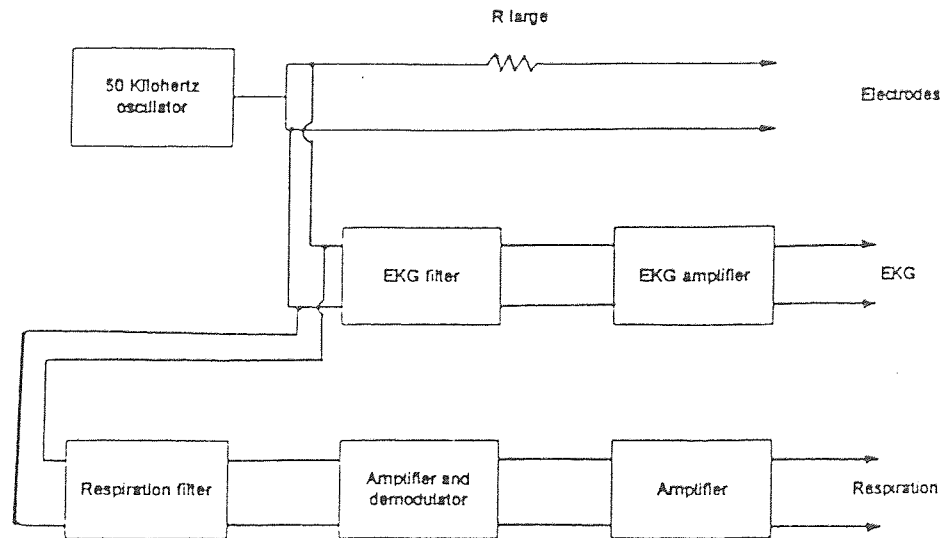 R large
50 Kilohertz
oscillator
Electrodes
EKG filter
EKG amplifier
EKG
Respiration filter
Amplifier and
demodulator
Amplifier
Respiration